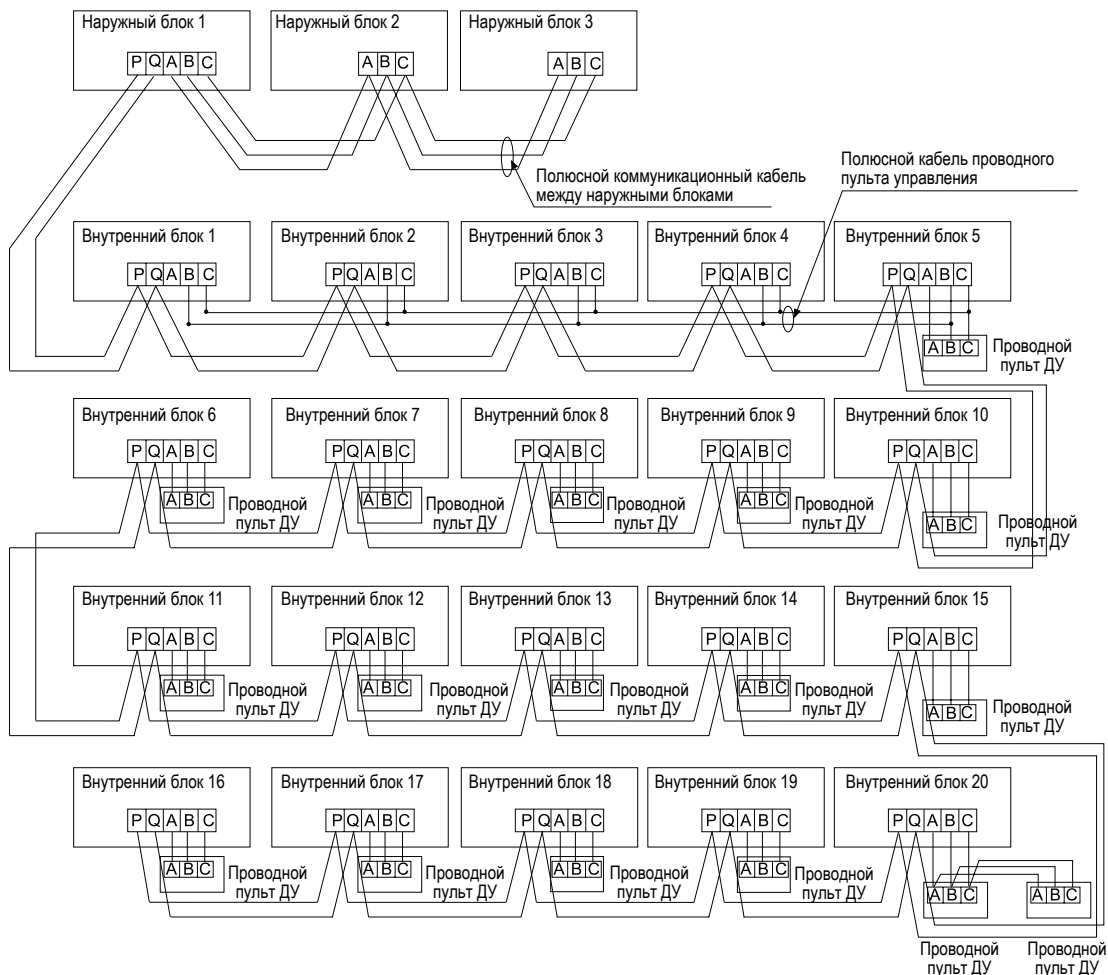 Наружный блок 1
Наружный блок 2
Наружный блок 3
P Q A B C
A B C
A B C
Полюсной коммуникационный кабель
между наружными блоками
Полюсной кабель проводного
пульта управления
Внутренний блок 1
Внутренний блок 2
Внутренний блок 3
Внутренний блок 4
Внутренний блок 5
P Q A B C
P Q A B C
P Q A B C
P Q A B C
P Q A B C
A B C
Проводной
пульт ДУ
Внутренний блок 6
Внутренний блок 7
Внутренний блок 8
Внутренний блок 9
Внутренний блок 10
P Q A B C
P Q A B C
P Q A B C
P Q A B C
P Q A B C
A B C
Проводной
пульт ДУ
A B C
Проводной
пульт ДУ
A B C
Проводной
пульт ДУ
A B C
Проводной
пульт ДУ
A B C
Проводной
пульт ДУ
Внутренний блок 11
Внутренний блок 12
Внутренний блок 13
Внутренний блок 14
Внутренний блок 15
P Q A B C
P Q A B C
P Q A B C
P Q A B C
P Q A B C
A B C
Проводной
пульт ДУ
A B C
Проводной
пульт ДУ
A B C
Проводной
пульт ДУ
A B C
Проводной
пульт ДУ
A B C
Проводной
пульт ДУ
Внутренний блок 16
Внутренний блок 17
Внутренний блок 18
Внутренний блок 19
Внутренний блок 20
P Q A B C
P Q A B C
P Q A B C
P Q A B C
P Q A B C
A B C
Проводной
пульт ДУ
A B C
Проводной
пульт ДУ
A B C
Проводной
пульт ДУ
A B C
Проводной
пульт ДУ
A B C
A B C
Проводной
пульт ДУ
Проводной
пульт ДУ